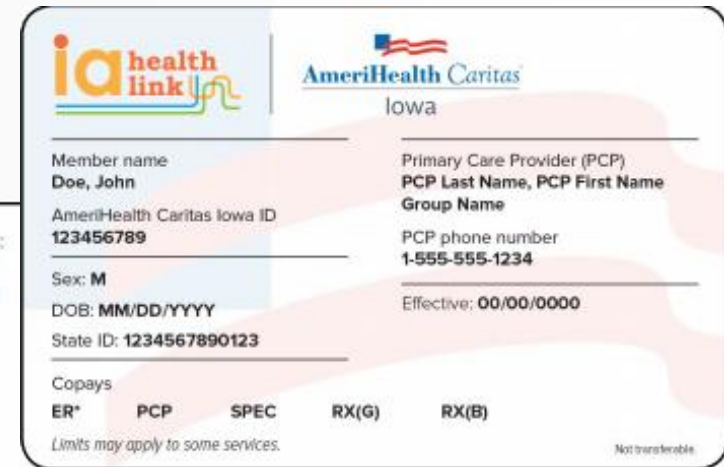 ia health link
AmeriHealth Caritas
Iowa
Member name
Doe, John
AmeriHealth Caritas Iowa ID
123456789
Sex: M
DOB: MM/DD/YYYY
State ID: 1234567890123
Primary Care Provider (PCP)
PCP Last Name, PCP First Name
Group Name
PCP phone number
1-555-555-1234
Effective: 00/00/0000
Copays
ER* PCP SPEC RX(G) RX(B)
Limits may apply to some services.
Not transferable.